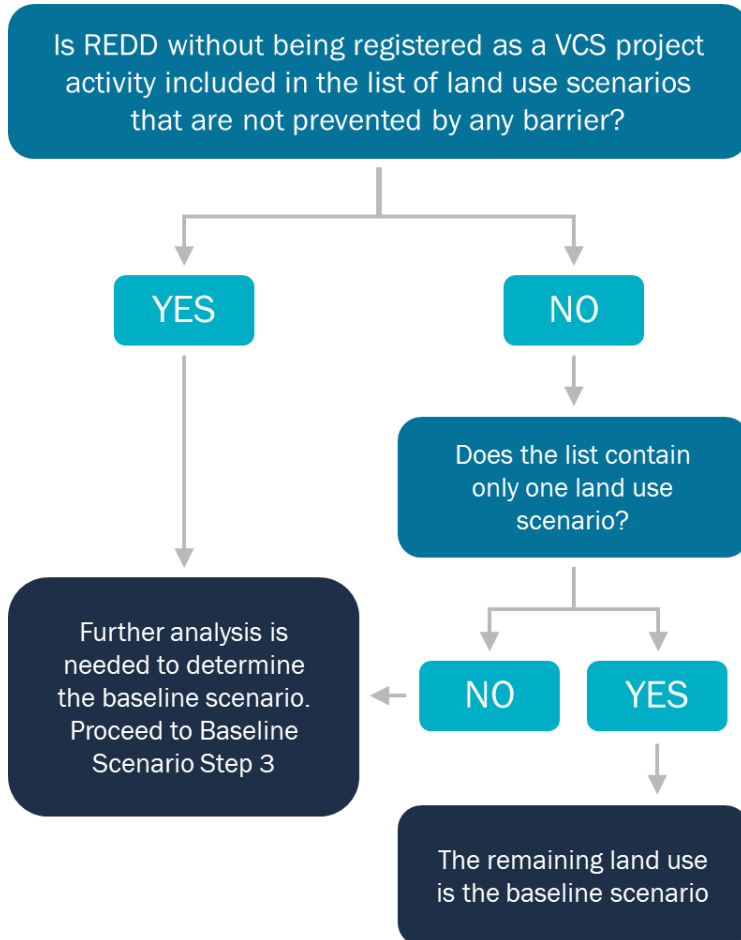 Is REDD without being registered as a VCS project
activity included in the list of land use scenarios
that are not prevented by any barrier?
YES
NO
Does the list contain
only one land use
scenario?
Further analysis is
needed to determine
the baseline scenario.
Proceed to Baseline
Scenario Step 3
NO
YES
The remaining land use
is the baseline scenario